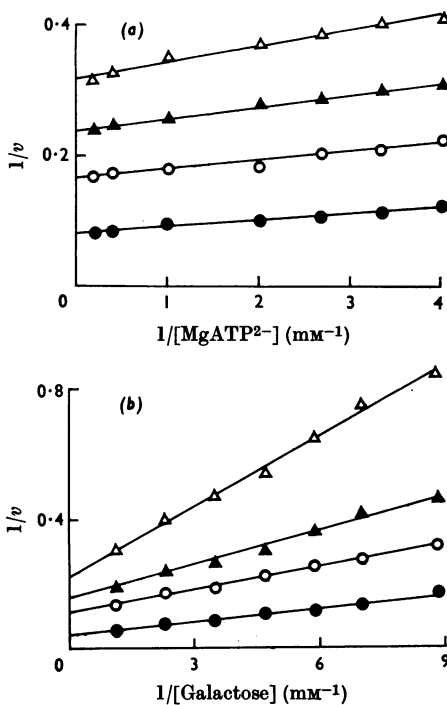 0·4
(a)
1/v
0·2
0 1 2 3 4
1/[MgATP²⁻] (mM⁻¹)
0·8
(b)
1/v
0·4
0 3 6 9
1/[Galactose] (mM⁻¹)